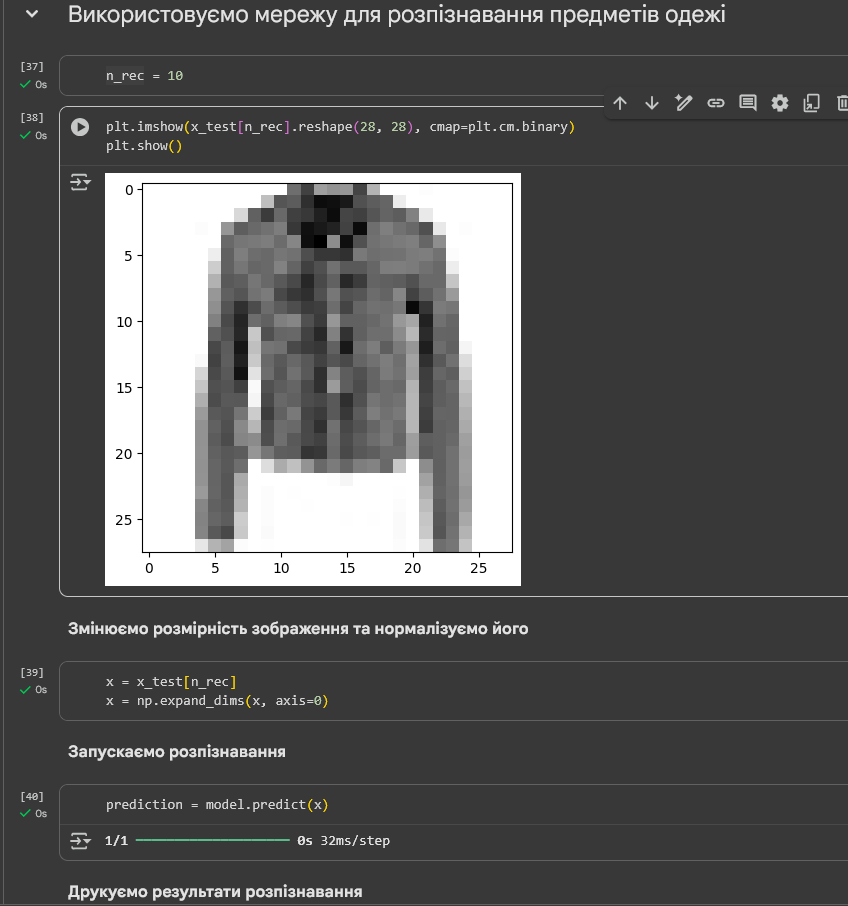 Використовуємо мережу для розпізнавання предметів одежі
[37]
0s
n_rec = 10
[38]
0s
plt.imshow(x_test[n_rec].reshape(28, 28), cmap=plt.cm.binary)
plt.show()
0
5
10
15
20
25
0 5 10 15 20 25
Змінюємо розмірність зображення та нормалізуємо його
[39]
0s
x = x_test[n_rec]
x = np.expand_dims(x, axis=0)
Запускаємо розпізнавання
[40]
0s
prediction = model.predict(x)
1/1 0s 32ms/step
Друкуємо результати розпізнавання